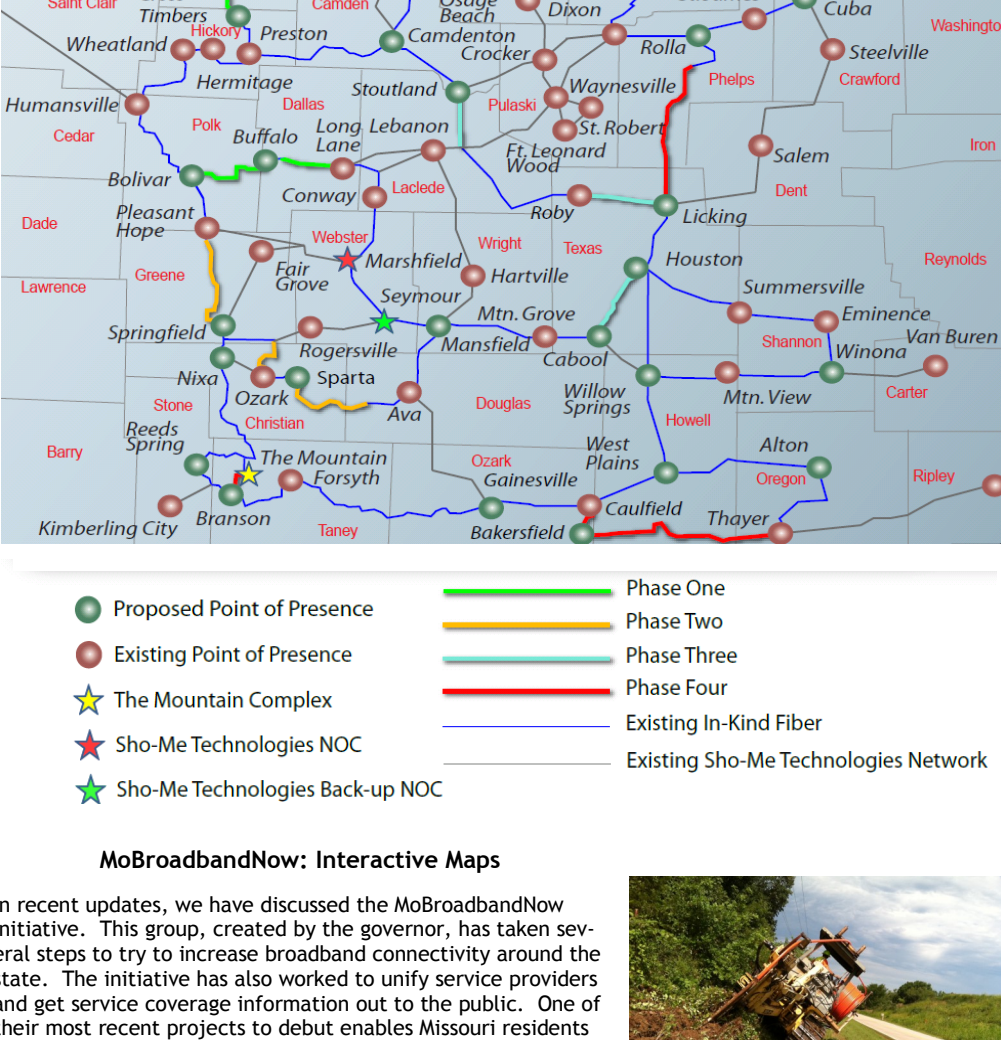 Saint Clair
Camden
Osage
Beach
Dixon
Cuba
Timbers
Hickory
Preston
Camdenton
Crocker
Rolla
Washingto
Wheatland
Steelville
Hermitage
Stoutland
Waynesville
Phelps
Crawford
Humansville
Dallas
Pulaski
Cedar
Polk
Buffalo
Long
Lane
Lebanon
St. Robert
Ft. Leonard
Wood
Salem
Iron
Bolivar
Conway
Laclede
Roby
Licking
Dent
Pleasant
Hope
Dade
Webster
Marshfield
Wright
Texas
Houston
Reynolds
Greene
Fair
Grove
Hartville
Lawrence
Seymour
Summersville
Springfield
Mtn. Grove
Eminence
Rogersville
Mansfield
Cabool
Shannon
Winona
Van Buren
Nixa
Ozark
Sparta
Ava
Willow
Springs
Mtn. View
Carter
Stone
Christian
Douglas
Howell
Reeds
Spring
Barry
The Mountain
Forsyth
Ozark
Gainesville
West
Plains
Alton
Oregon
Ripley
Kimberling City
Branson
Taney
Bakersfield
Caulfield
Thayer
Proposed Point of Presence
Existing Point of Presence
The Mountain Complex
Sho-Me Technologies NOC
Sho-Me Technologies Back-up NOC
Phase One
Phase Two
Phase Three
Phase Four
Existing In-Kind Fiber
Existing Sho-Me Technologies Network
MoBroadbandNow: Interactive Maps
n recent updates, we have discussed the MoBroadbandNow
nitiative. This group, created by the governor, has taken sev-
eral steps to try to increase broadband connectivity around the
state. The initiative has also worked to unify service providers
and get service coverage information out to the public. One of
their most recent projects to debut enables Missouri residents